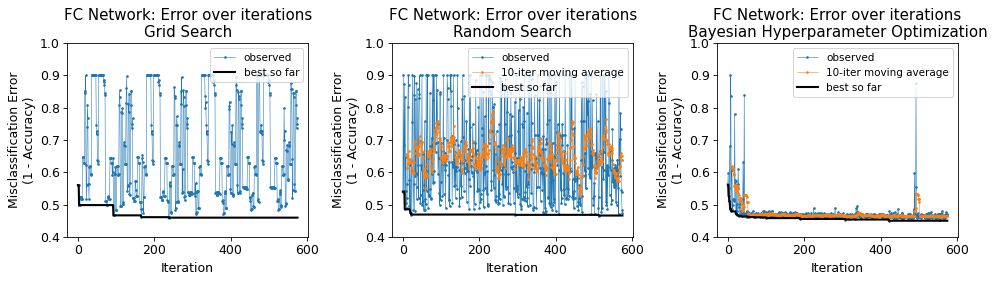 FC Network: Error over iterations
Grid Search
observed
best so far
1.0
0.9
0.8
0.7
0.6
0.5
0.4
Misclassification Error
(1 - Accuracy)
0
200
400
600
Iteration
FC Network: Error over iterations
Random Search
observed
10-iter moving average
best so far
1.0
0.9
0.8
0.7
0.6
0.5
0.4
Misclassification Error
(1 - Accuracy)
0
200
400
600
Iteration
FC Network: Error over iterations
Bayesian Hyperparameter Optimization
observed
10-iter moving average
best so far
1.0
0.9
0.8
0.7
0.6
0.5
0.4
Misclassification Error
(1 - Accuracy)
0
200
400
600
Iteration